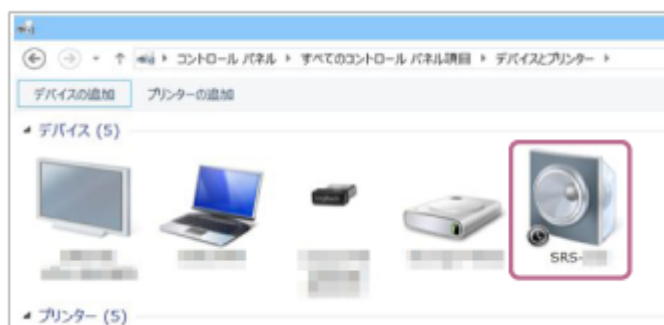 コントロール パネル ▸ すべてのコントロール パネル項目 ▸ デバイスとプリンター ▸
デバイスの追加 プリンターの追加
デバイス (5)
SRS-
プリンター (5)